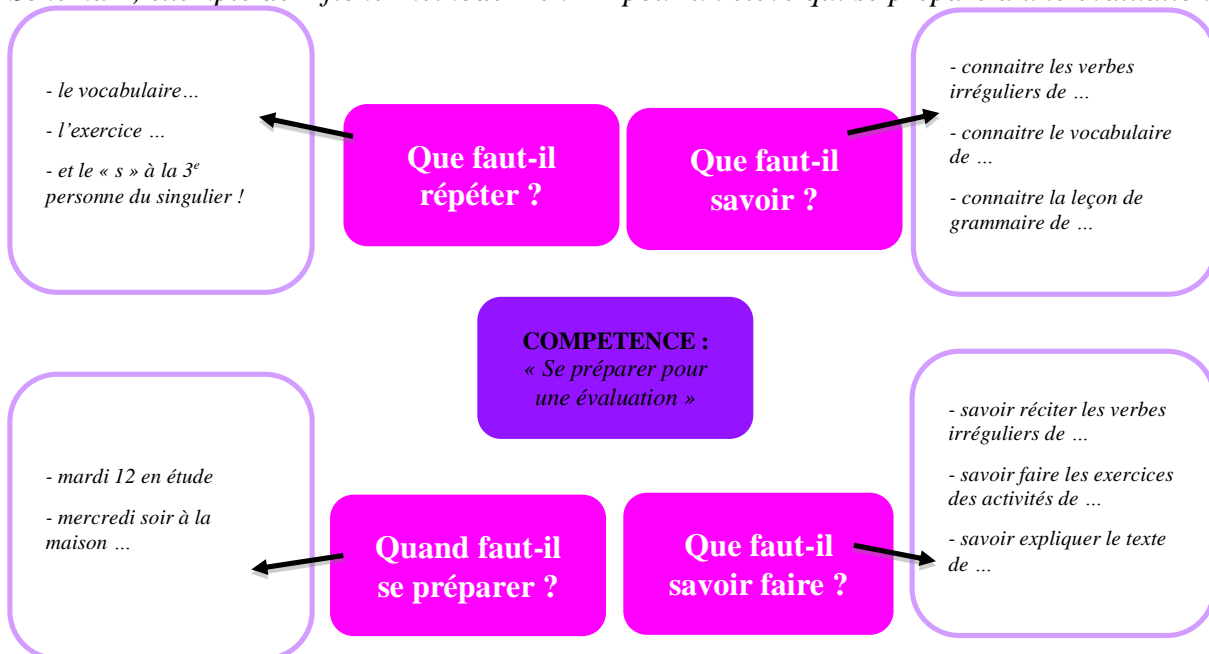 - le vocabulaire…
- l’exercice …
- et le « s » à la 3e
personne du singulier !
Que faut-il
répéter ?
Que faut-il
savoir ?
- connaitre les verbes
irréguliers de …
- connaitre le vocabulaire
de …
- connaitre la leçon de
grammaire de …
COMPETENCE :
« Se préparer pour
une évaluation »
- mardi 12 en étude
- mercredi soir à la
maison …
Quand faut-il
se préparer ?
Que faut-il
savoir faire ?
- savoir réciter les verbes
irréguliers de …
- savoir faire les exercices
des activités de …
- savoir expliquer le texte
de …